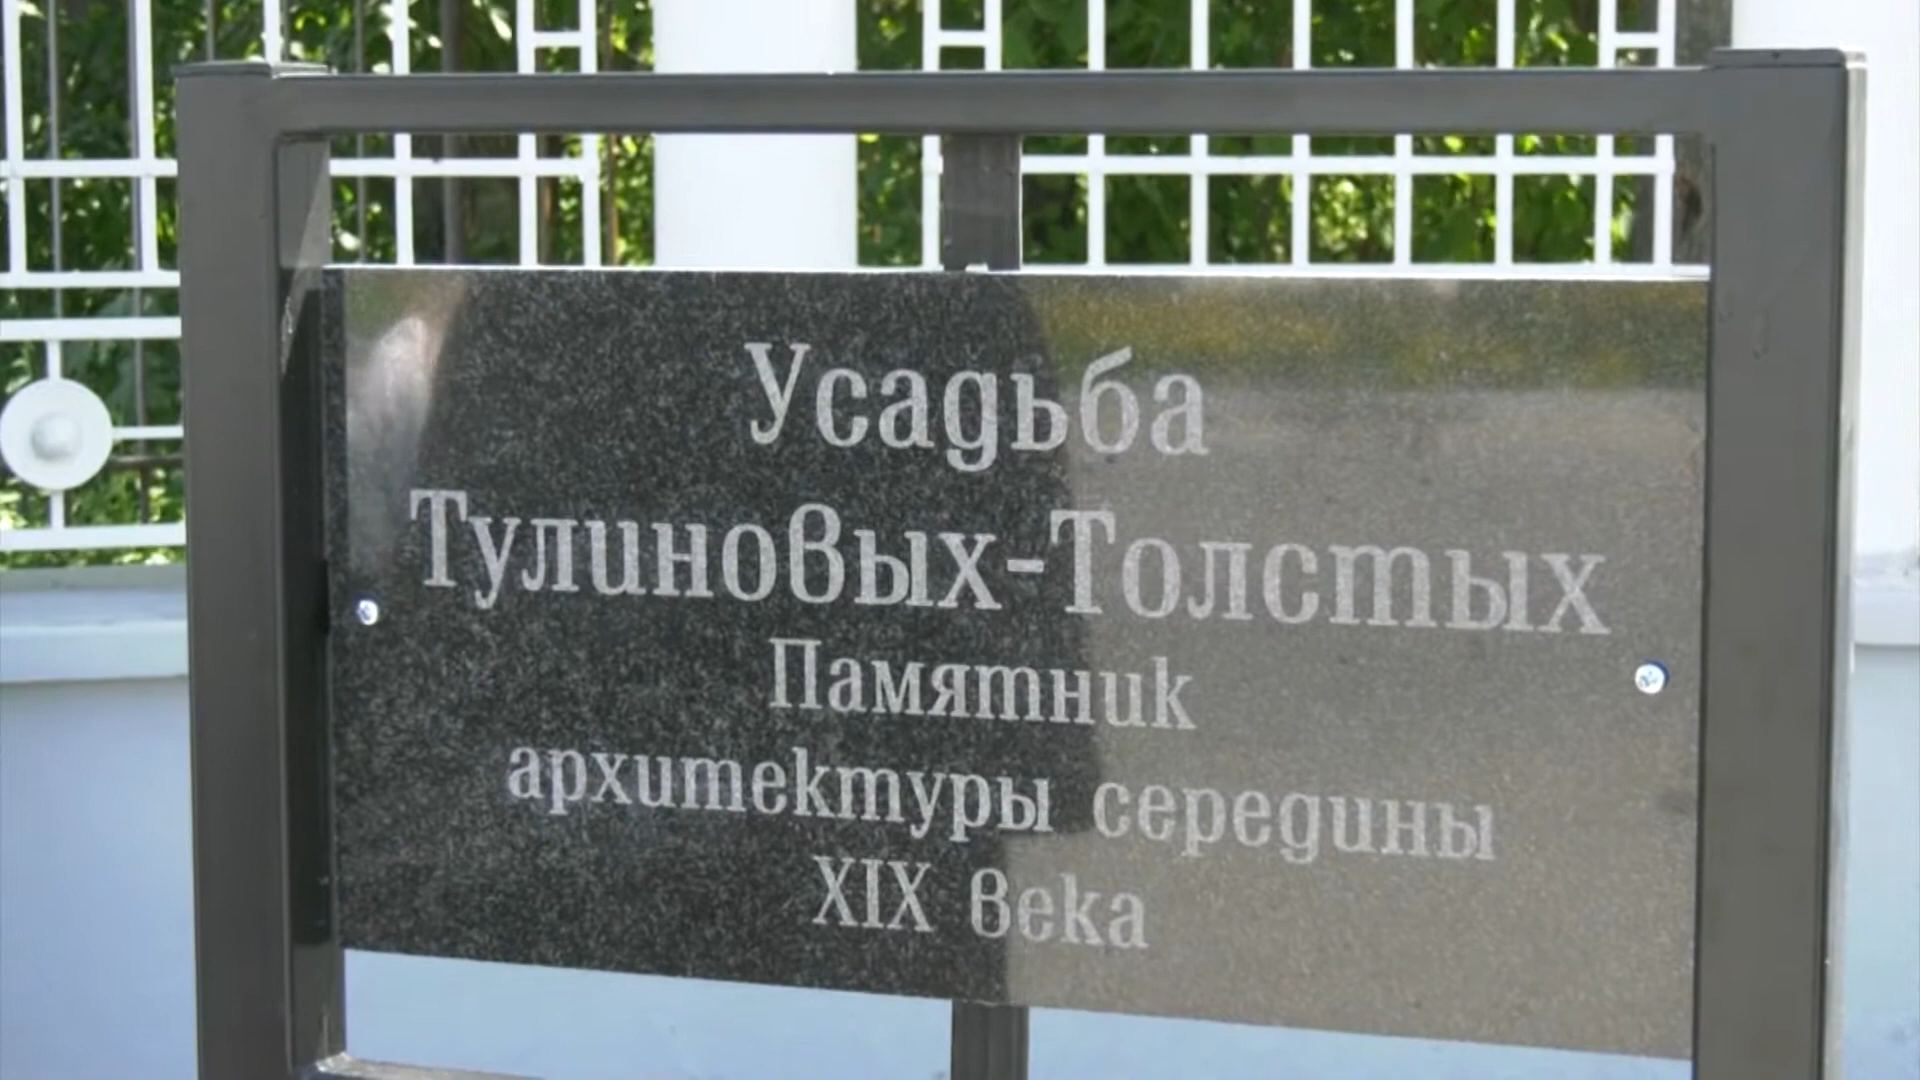 Усадьба
Тулиновых-Толстых
Памятник
архитектуры середины
XIX века